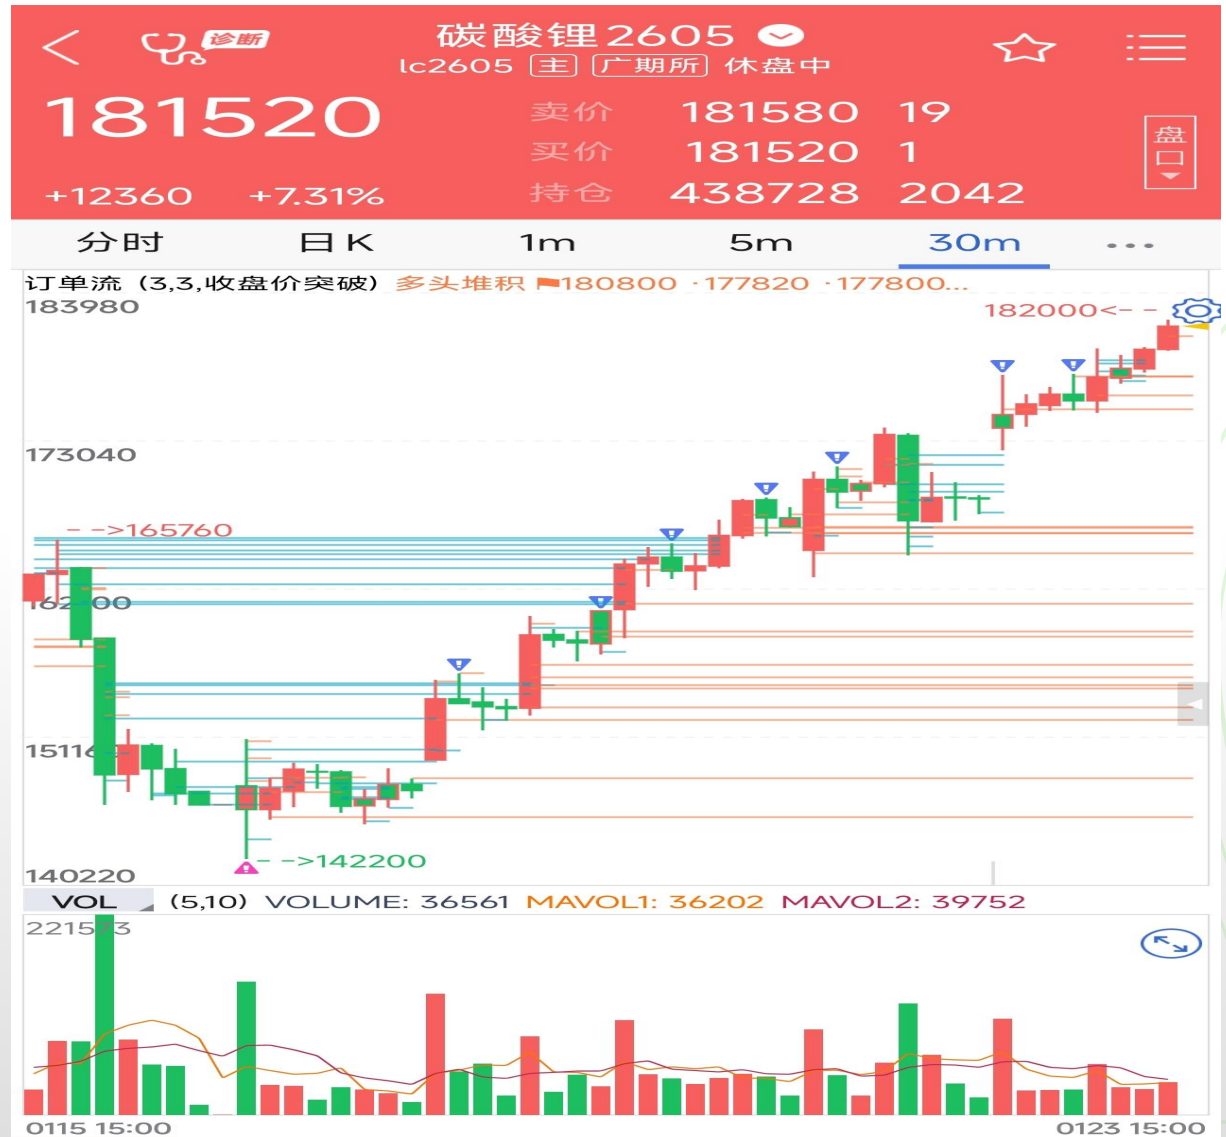 诊断
碳酸锂2605
lc2605 主 广期所 休盘中
181520
卖价 181580 19
买价 181520 1
+12360 +7.31% 持仓 438728 2042
盘口
分时 日K 1m 5m 30m ...
订单流 (3,3,收盘价突破) 多头堆积 180800 ·177820 ·177800...
183980
182000<--
173040
-->165760
-->142200
140220
VOL (5,10) VOLUME: 36561 MAVOL1: 36202 MAVOL2: 39752
221573
0115 15:00 0123 15:00